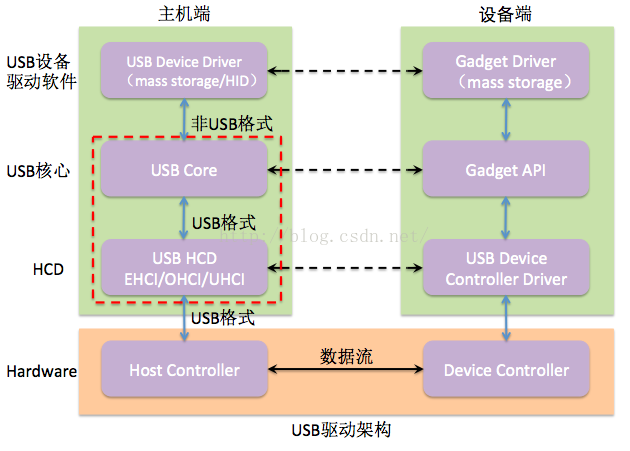 主机端
设备端
USB设备
驱动软件
USB Device Driver
(mass storage/HID)
Gadget Driver
（mass storage）
非USB格式
USB核心
USB Core
Gadget API
USB格式
http://blog.csdn.net/
HCD
USB HCD
EHCI/OHCI/UHCI
USB Device
Controller Driver
USB格式
Hardware
Host Controller
数据流
Device Controller
USB驱动架构